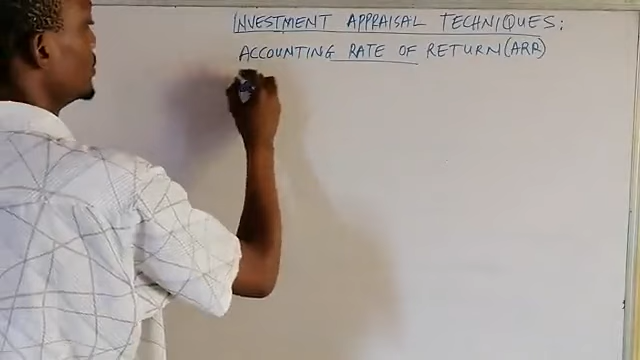 INVESTMENT APPRAISAL TECHNIQUES:
ACCOUNTING RATE OF RETURN(ARR)